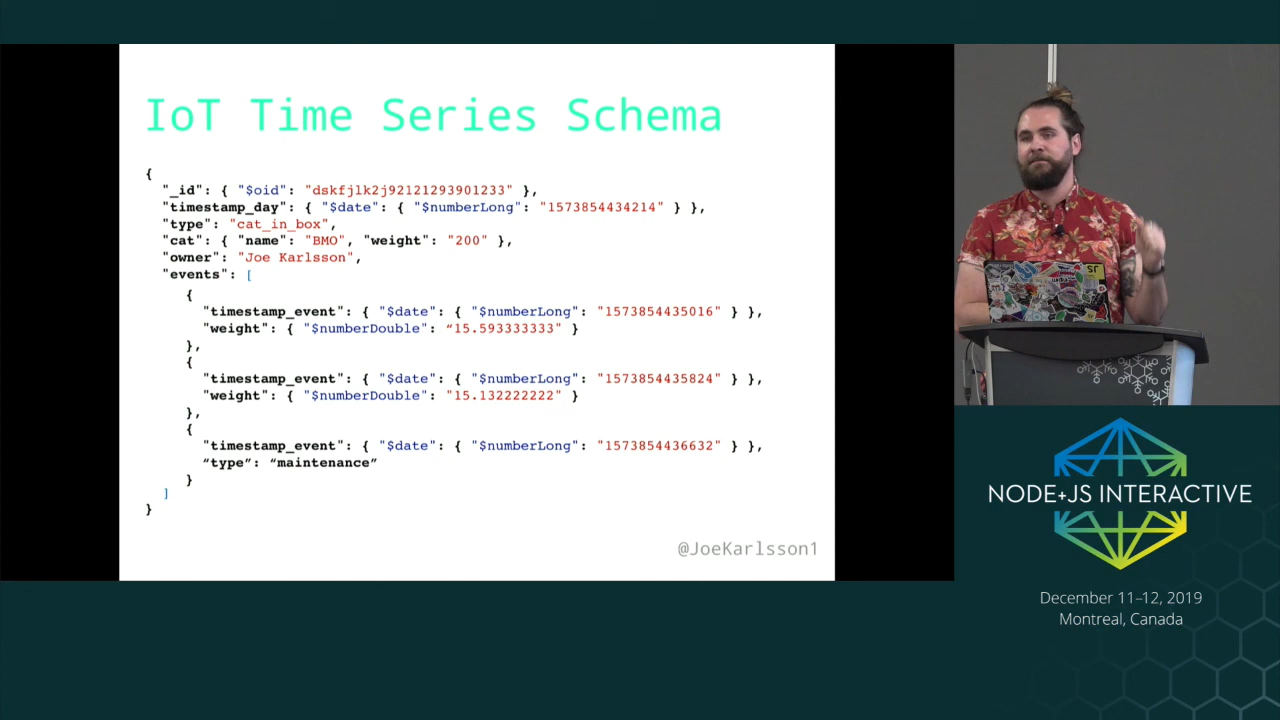 IoT Time Series Schema
{
"_id": { "$oid": "dskfjlk2j92121293901233" },
"timestamp_day": { "$date": { "$numberLong": "1573854434214" } },
"type": "cat_in_box",
"cat": { "name": "BMO", "weight": "200" },
"owner": "Joe Karlsson",
"events": [
{
"timestamp_event": { "$date": { "$numberLong": "1573854435016" } },
"weight": { "$numberDouble": “15.593333333" }
},
{
"timestamp_event": { "$date": { "$numberLong": "1573854435824" } },
"weight": { "$numberDouble": "15.132222222" }
},
{
"timestamp_event": { "$date": { "$numberLong": "1573854436632" } },
“type”: “maintenance”
}
]
}
@JoeKarlsson1
JS
NODE+JS INTERACTIVE
December 11–12, 2019
Montreal, Canada